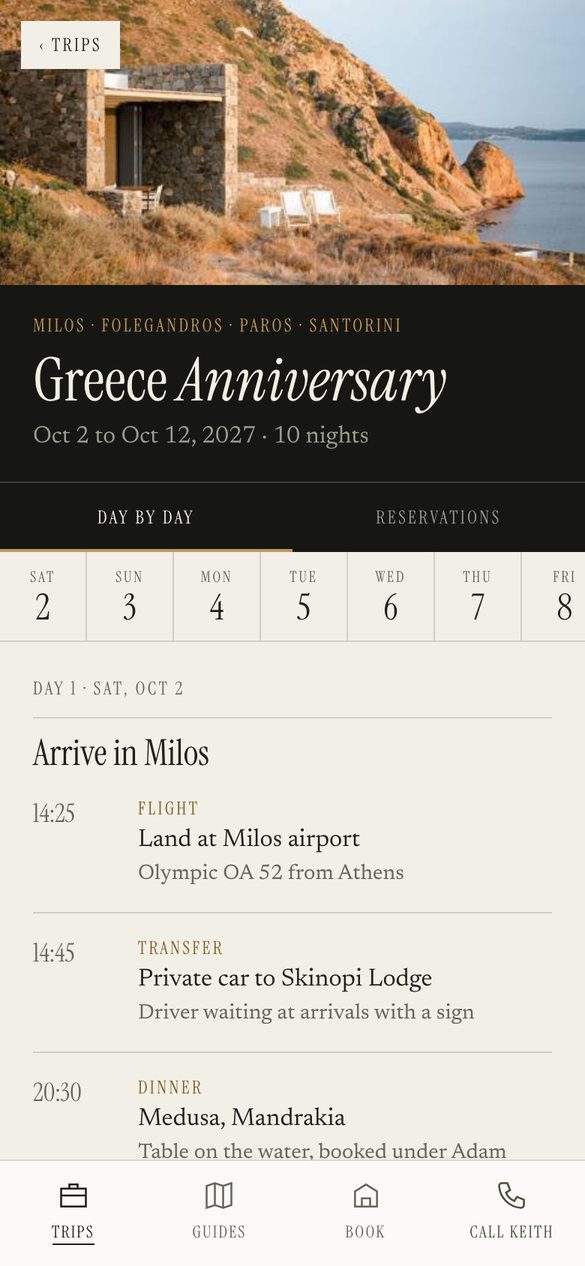 ‹ TRIPS
MILOS · FOLEGANDROS · PAROS · SANTORINI
Greece Anniversary
Oct 2 to Oct 12, 2027 · 10 nights
DAY BY DAY
RESERVATIONS
SAT SUN MON TUE WED THU FRI
2 3 4 5 6 7 8
DAY 1 · SAT, OCT 2
Arrive in Milos
14:25
FLIGHT
Land at Milos airport
Olympic OA 52 from Athens
14:45
TRANSFER
Private car to Skinopi Lodge
Driver waiting at arrivals with a sign
20:30
DINNER
Medusa, Mandrakia
Table on the water, booked under Adam
TRIPS
GUIDES
BOOK
CALL KEITH